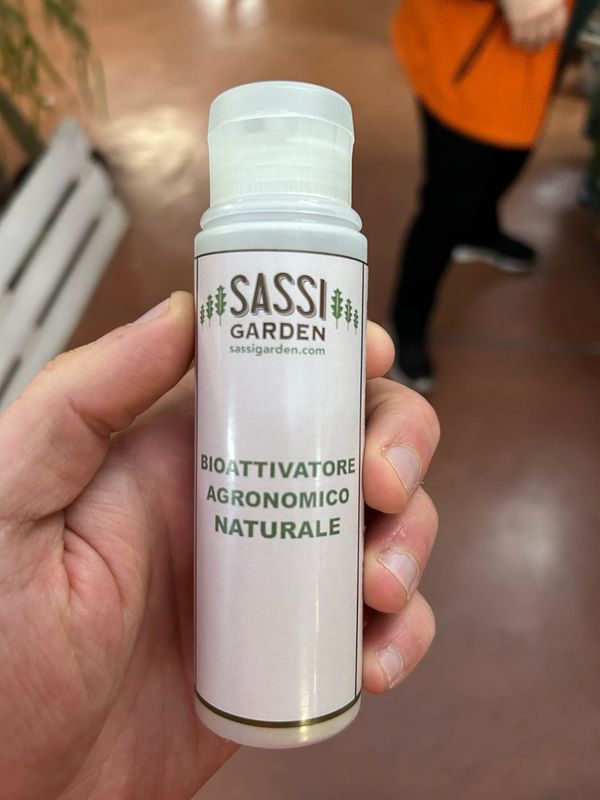 SASSI
GARDEN
sassigarden.com
BIOATTIVATORE
AGRONOMICO
NATURALE